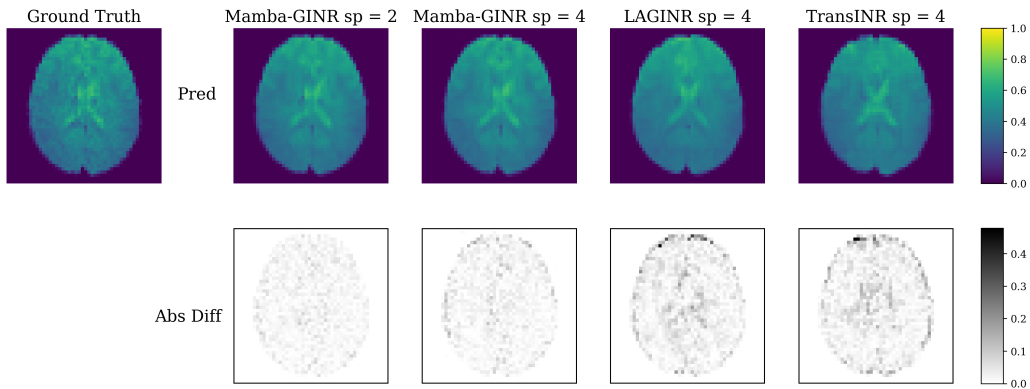 Ground Truth
Mamba-GINR sp = 2
Mamba-GINR sp = 4
LAGINR sp = 4
TransINR sp = 4
Pred
1.0
0.8
0.6
0.4
0.2
0.0
Abs Diff
0.4
0.3
0.2
0.1
0.0